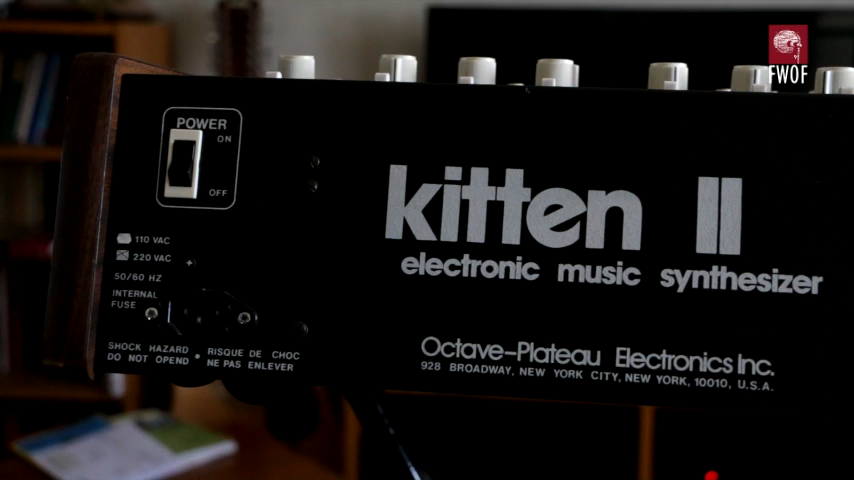 FWOF
POWER
ON
OFF
kitten II
electronic music synthesizer
110 VAC
220 VAC
50/60 HZ
INTERNAL
FUSE
SHOCK HAZARD
DO NOT OPEND
RISQUE DE CHOC
NE PAS ENLEVER
Octave-Plateau Electronics Inc.
928 BROADWAY, NEW YORK CITY, NEW YORK, 10010, U.S.A.